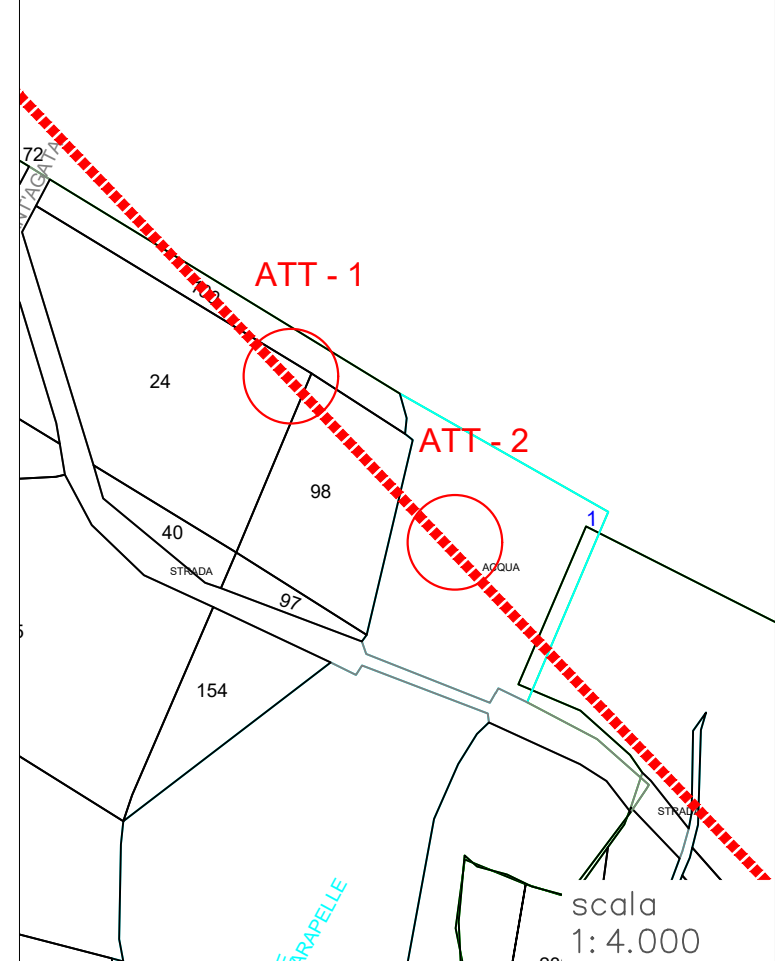 72
ATT - 1
100
24
ATT - 2
98
1
40
ACQUA
STRADA
97
154
STRADA
scala
1:4.000